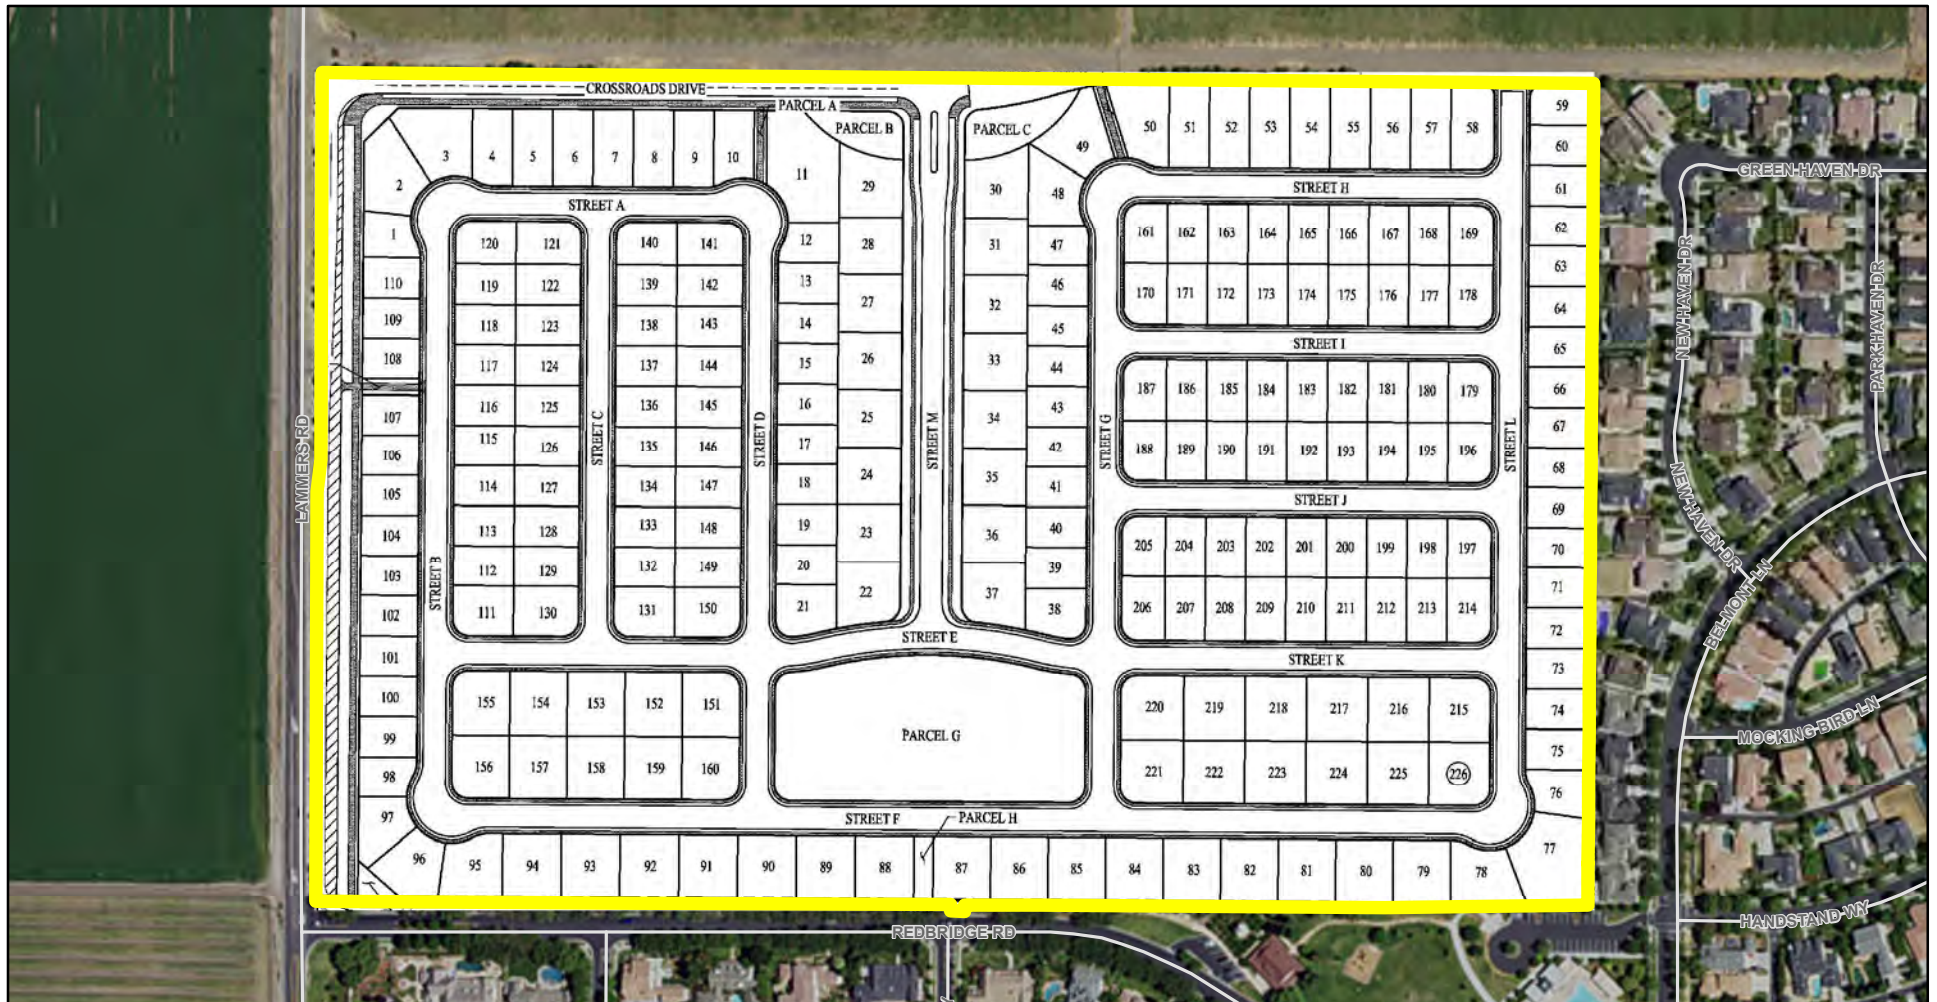 CROSSROADS DRIVE
PARCEL A
PARCEL B
PARCEL C
59
50 51 52 53 54 55 56 57 58
60
49
3 4 5 6 7 8 9 10
11
2
29
30
48
STREET H
61
GREEN HAVEN DR
STREET A
1
120 121
140 141
12
28
31
47
161 162 163 164 165 166 167 168 169
62
110
119 122
139 142
13
27
32
46
170 171 172 173 174 175 176 177 178
63
64
109
118 123
138 143
14
45
STREET I
65
108
117 124
137 144
15
26
33
44
187 186 185 184 183 182 181 180 179
66
NEW HAVEN DR
PARK HAVEN DR
107
116 125
136 145
16
25
34
43
67
106
115
126
135 146
17
42
188 189 190 191 192 193 194 195 196
68
LAMMERS RD
STREET C
STREET D
STREET M
STREET G
STREET L
105
114 127
134 147
18
24
35
41
STREET J
69
NEW HAVEN DR
104
113 128
133 148
19
23
36
40
205 204 203 202 201 200 199 198 197
70
103
STREET B
112 129
132 149
20
22
37
39
71
BELMONT LN
102
111 130
131 150
21
38
206 207 208 209 210 211 212 213 214
72
STREET E
101
STREET K
73
100
155 154 153 152 151
220 219 218 217 216 215
74
99
PARCEL G
MOCKING BIRD LN
75
98
156 157 158 159 160
221 222 223 224 225 226
76
97
STREET F
PARCEL H
96
95 94 93 92 91 90 89 88 87 86 85 84 83 82 81 80 79 78
77
HANDSTAND WY
REDBRIDGE RD